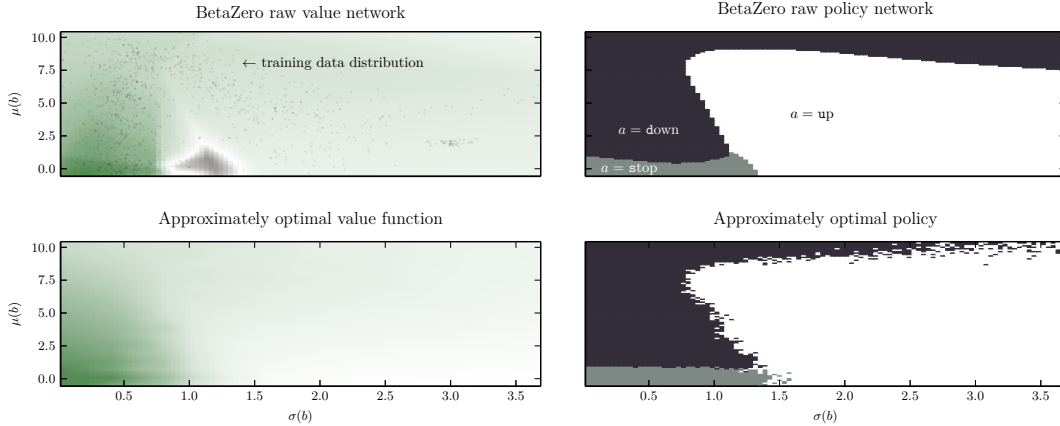 BetaZero raw value network
BetaZero raw policy network
10.0
7.5
5.0
2.5
0.0
μ(b)
← training data distribution
a = up
a = down
a = stop
Approximately optimal value function
Approximately optimal policy
10.0
7.5
5.0
2.5
0.0
μ(b)
0.5 1.0 1.5 2.0 2.5 3.0 3.5
σ(b)
0.5 1.0 1.5 2.0 2.5 3.0 3.5
σ(b)